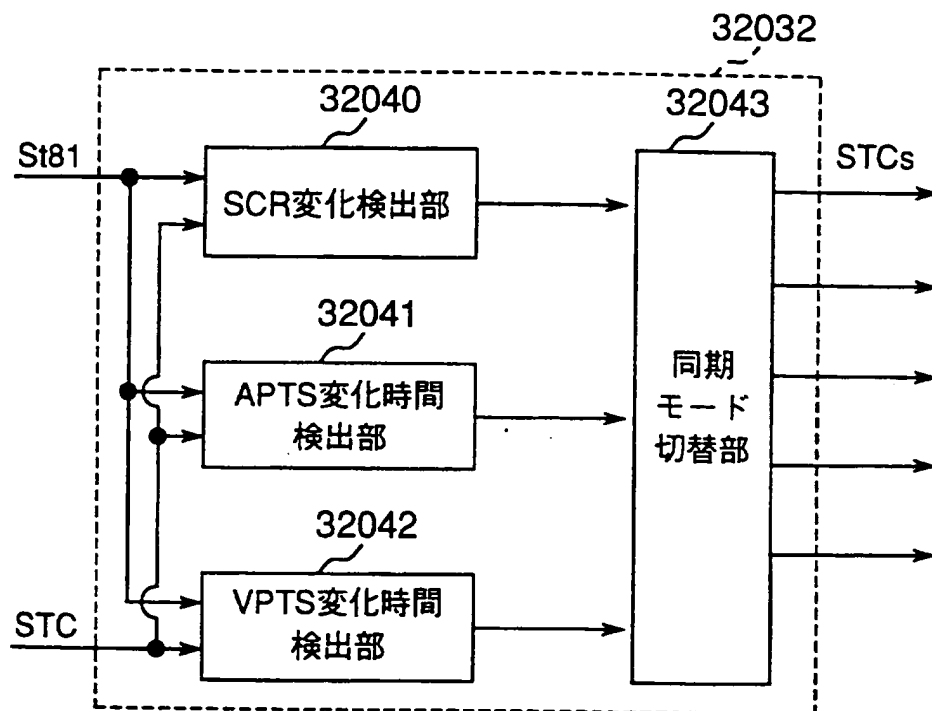 32032
32040
32043
St81
SCR変化検出部
STCs
32041
APTS変化時間
検出部
同期
モード
切替部
32042
VPTS変化時間
検出部
STC